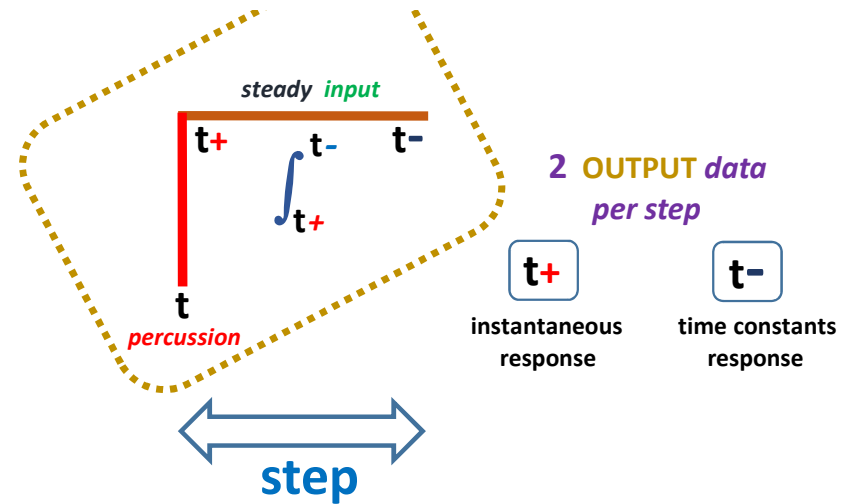 steady input
t+
t-
∫
t-
t+
t
percussion
step
2 OUTPUT data
per step
t+
t-
instantaneous
response
time constants
response